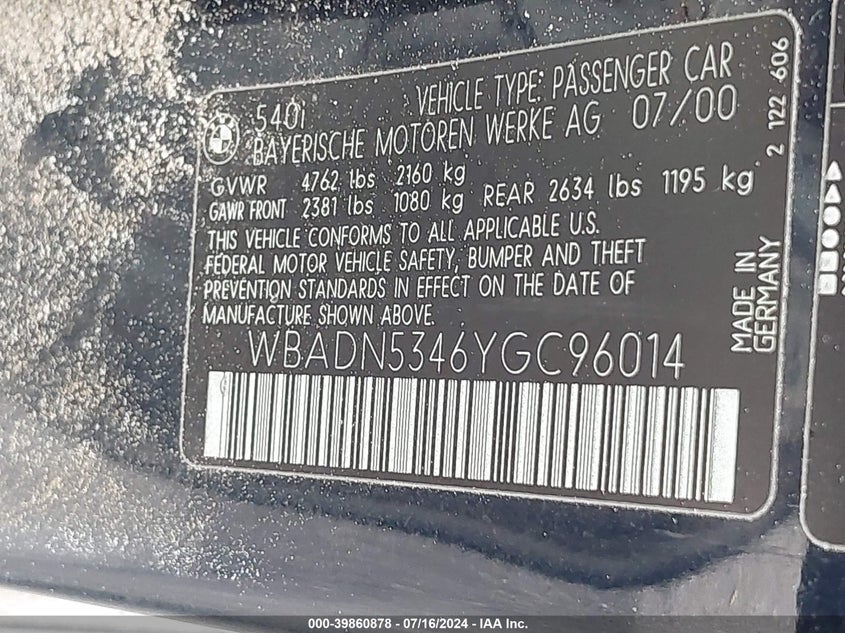 540i VEHICLE TYPE: PASSENGER CAR
BAYERISCHE MOTOREN WERKE AG 07/00
GVWR 4762 lbs 2160 kg
GAWR FRONT 2381 lbs 1080 kg REAR 2634 lbs 1195 kg
THIS VEHICLE CONFORMS TO ALL APPLICABLE U.S.
FEDERAL MOTOR VEHICLE SAFETY, BUMPER AND THEFT
PREVENTION STANDARDS IN EFFECT ON THE DATE OF
MANUFACTURE SHOWN ABOVE.
WBADN5346YGC96014
MADE IN
GERMANY
2 122 606
000-39860878 - 07/16/2024 - IAA Inc.